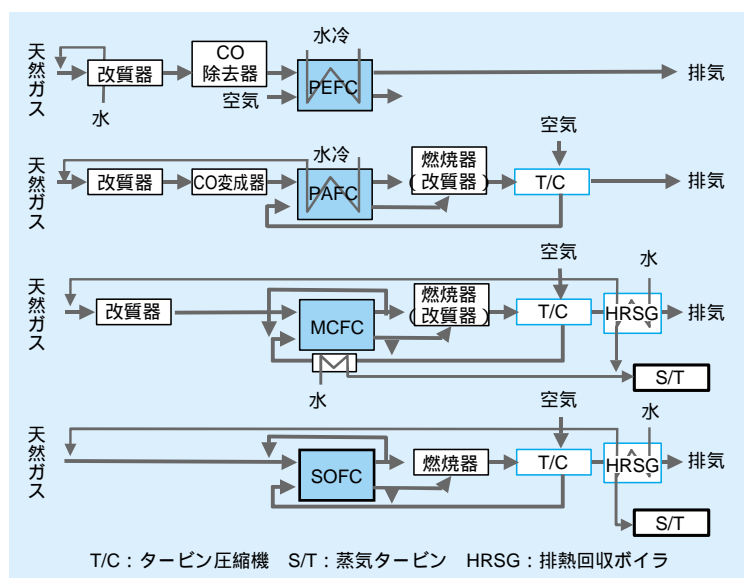 天然ガス
改質器
水
CO
除去器
空気
水冷
PEFC
排気
天然ガス
改質器
CO変成器
水冷
PAFC
燃焼器
(改質器)
空気
T/C
排気
天然ガス
改質器
MCFC
水
燃焼器
(改質器)
空気
T/C
水
HRSG
排気
S/T
天然ガス
SOFC
燃焼器
空気
T/C
水
HRSG
排気
S/T
T/C:タービン圧縮機 S/T:蒸気タービン HRSG:排熱回収ボイラ